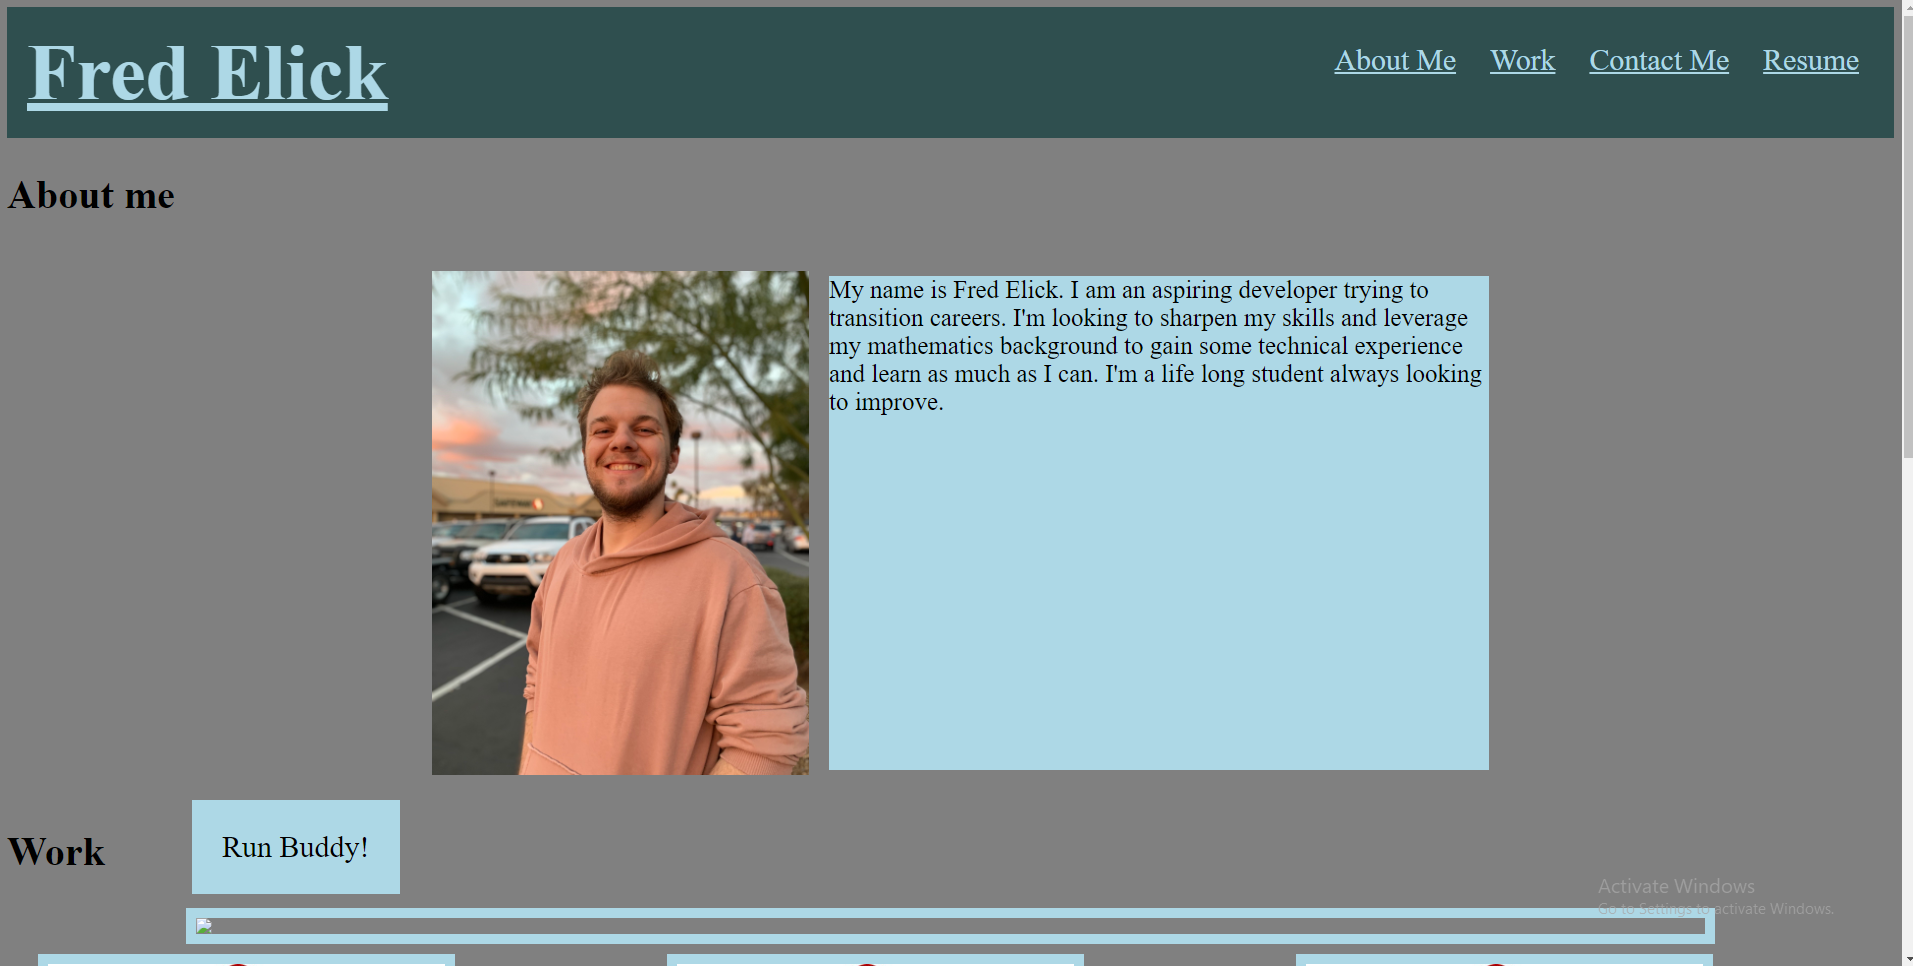 Fred Elick
About Me Work Contact Me Resume
About me
My name is Fred Elick. I am an aspiring developer trying to
transition careers. I'm looking to sharpen my skills and leverage
my mathematics background to gain some technical experience
and learn as much as I can. I'm a life long student always looking
to improve.
Work
Run Buddy!
Activate Windows
Go to Settings to activate Windows.